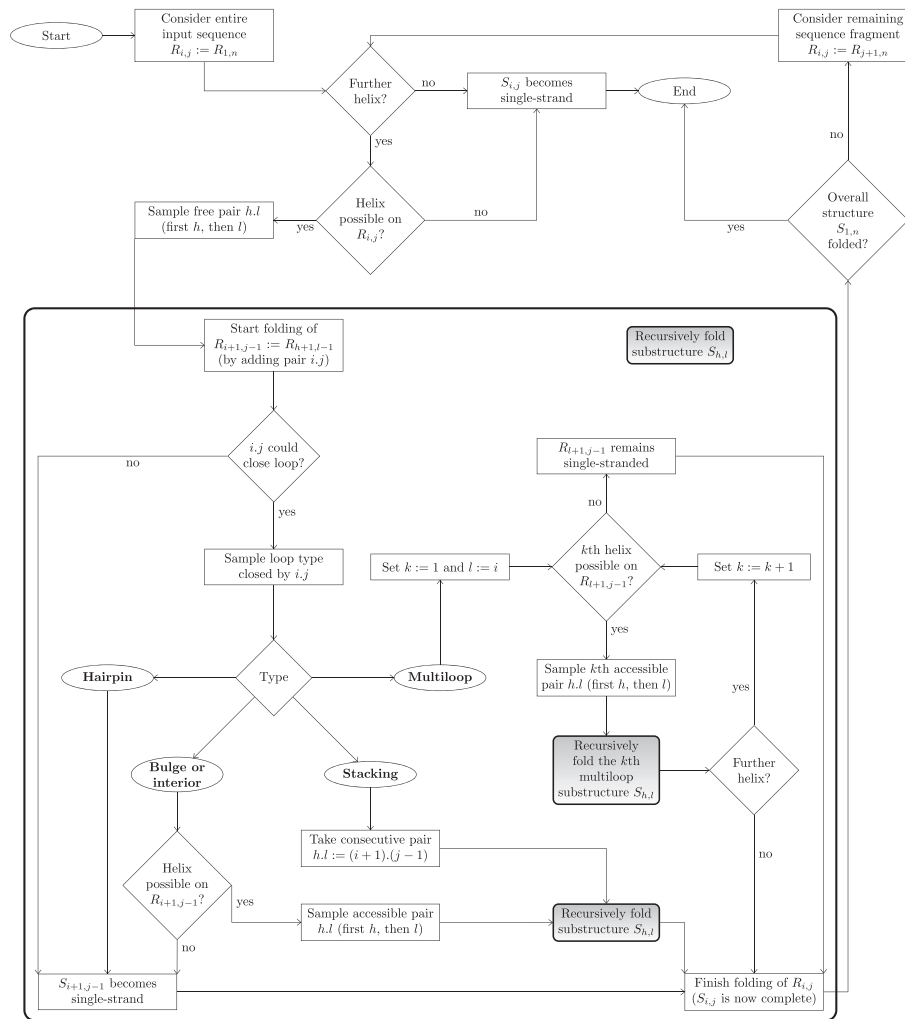 Start
Consider entire
input sequence
R_{i,j} := R_{1,n}
Further
helix?
no
S_{i,j} becomes
single-strand
End
Consider remaining
sequence fragment
R_{i,j} := R_{j+1,n}
no
yes
Helix
possible on
R_{i,j}?
no
yes
Sample free pair h.l
(first h, then l)
Overall
structure
S_{1,n}
folded?
yes
Start folding of
R_{i+1,j−1} := R_{h+1,l−1}
(by adding pair i.j)
Recursively fold
substructure S_{h,l}
i.j could
close loop?
no
yes
Sample loop type
closed by i.j
Type
Hairpin
Multiloop
Bulge or
interior
Stacking
Set k := 1 and l := i
R_{l+1,j−1} remains
single-stranded
no
kth helix
possible on
R_{l+1,j−1}?
Set k := k + 1
yes
Sample kth accessible
pair h.l (first h, then l)
yes
Recursively
fold the kth
multiloop
substructure S_{h,l}
Further
helix?
no
Take consecutive pair
h.l := (i + 1).(j − 1)
Helix
possible on
R_{i+1,j−1}?
yes
no
Sample accessible pair
h.l (first h, then l)
Recursively fold
substructure S_{h,l}
S_{i+1,j−1} becomes
single-strand
Finish folding of R_{i,j}
(S_{i,j} is now complete)